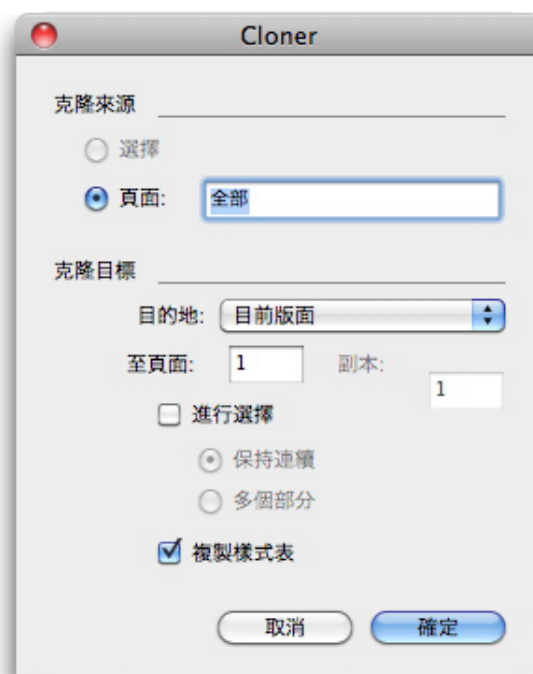 Cloner
克隆來源
選擇
頁面: 全部
克隆目標
目的地: 目前版面
至頁面: 1 副本: 1
進行選擇
保持連續
多個部分
複製樣式表
取消 確定